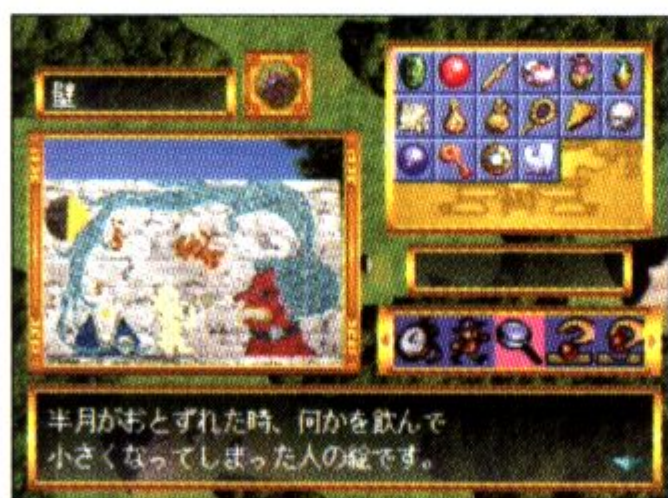 壁
半月がおとずれた時、何かを飲んで
小さくなってしまった人の絵です。